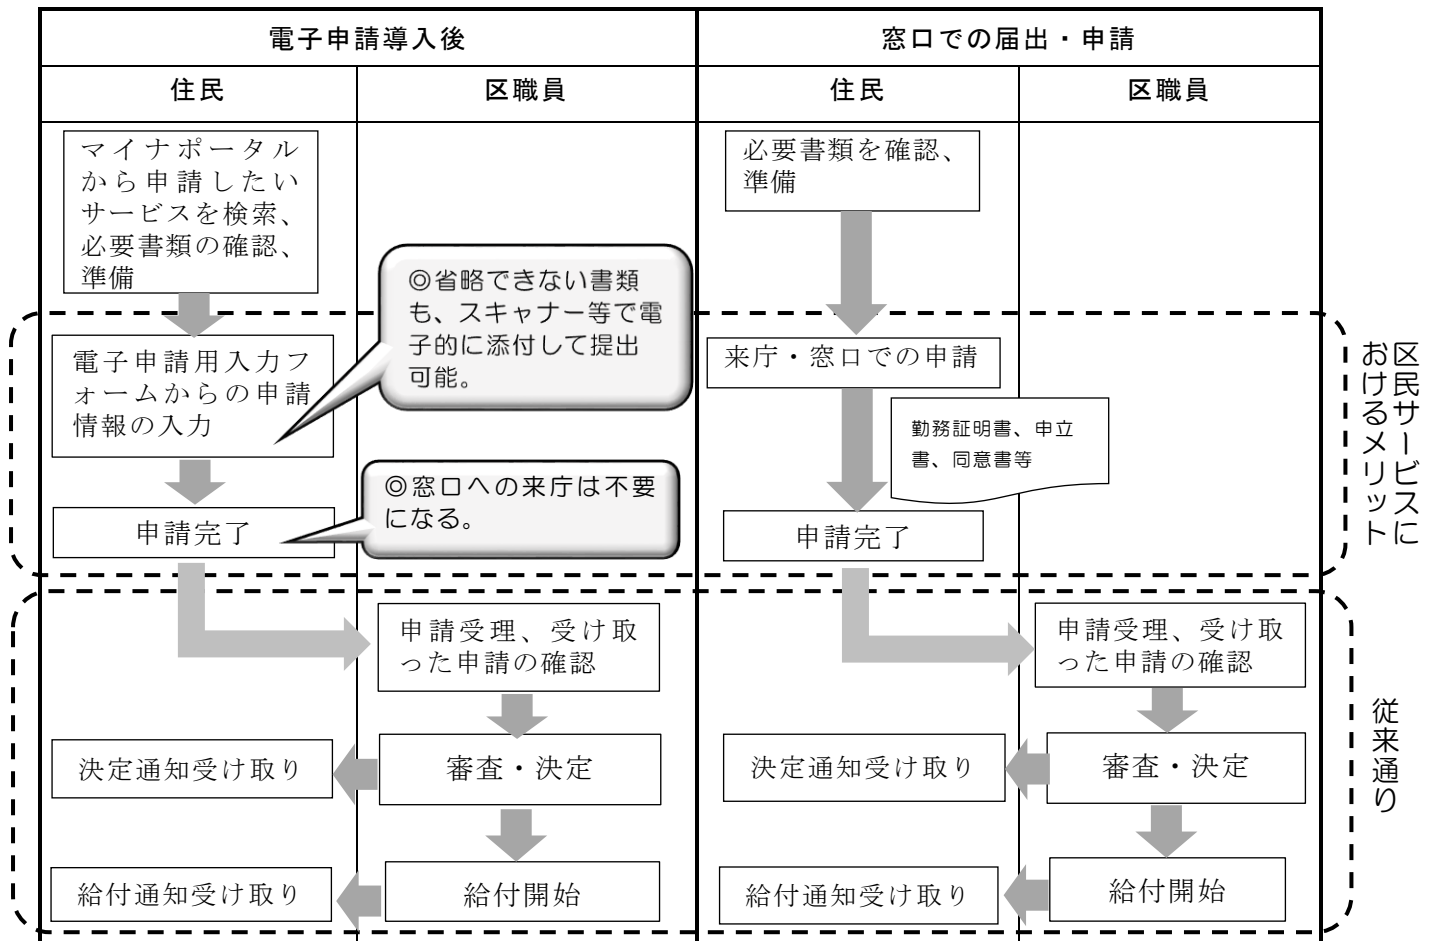 電子申請導入後
窓口での届出・申請
住民
区職員
住民
区職員
マイナポータル
から申請したい
サービスを検索、
必要書類の確認、
準備
◎省略できない書類
も、スキャナー等で電
子的に添付して提出
可能。
電子申請用入力フ
ォームからの申請
情報の入力
◎窓口への来庁は不要
になる。
申請完了
申請受理、受け取
った申請の確認
審査・決定
決定通知受け取り
給付開始
給付通知受け取り
必要書類を確認、
準備
来庁・窓口での申請
勤務証明書、申立
書、同意書等
申請完了
申請受理、受け取
った申請の確認
審査・決定
決定通知受け取り
給付開始
給付通知受け取り
区民サービスに
おけるメリット
従来通り